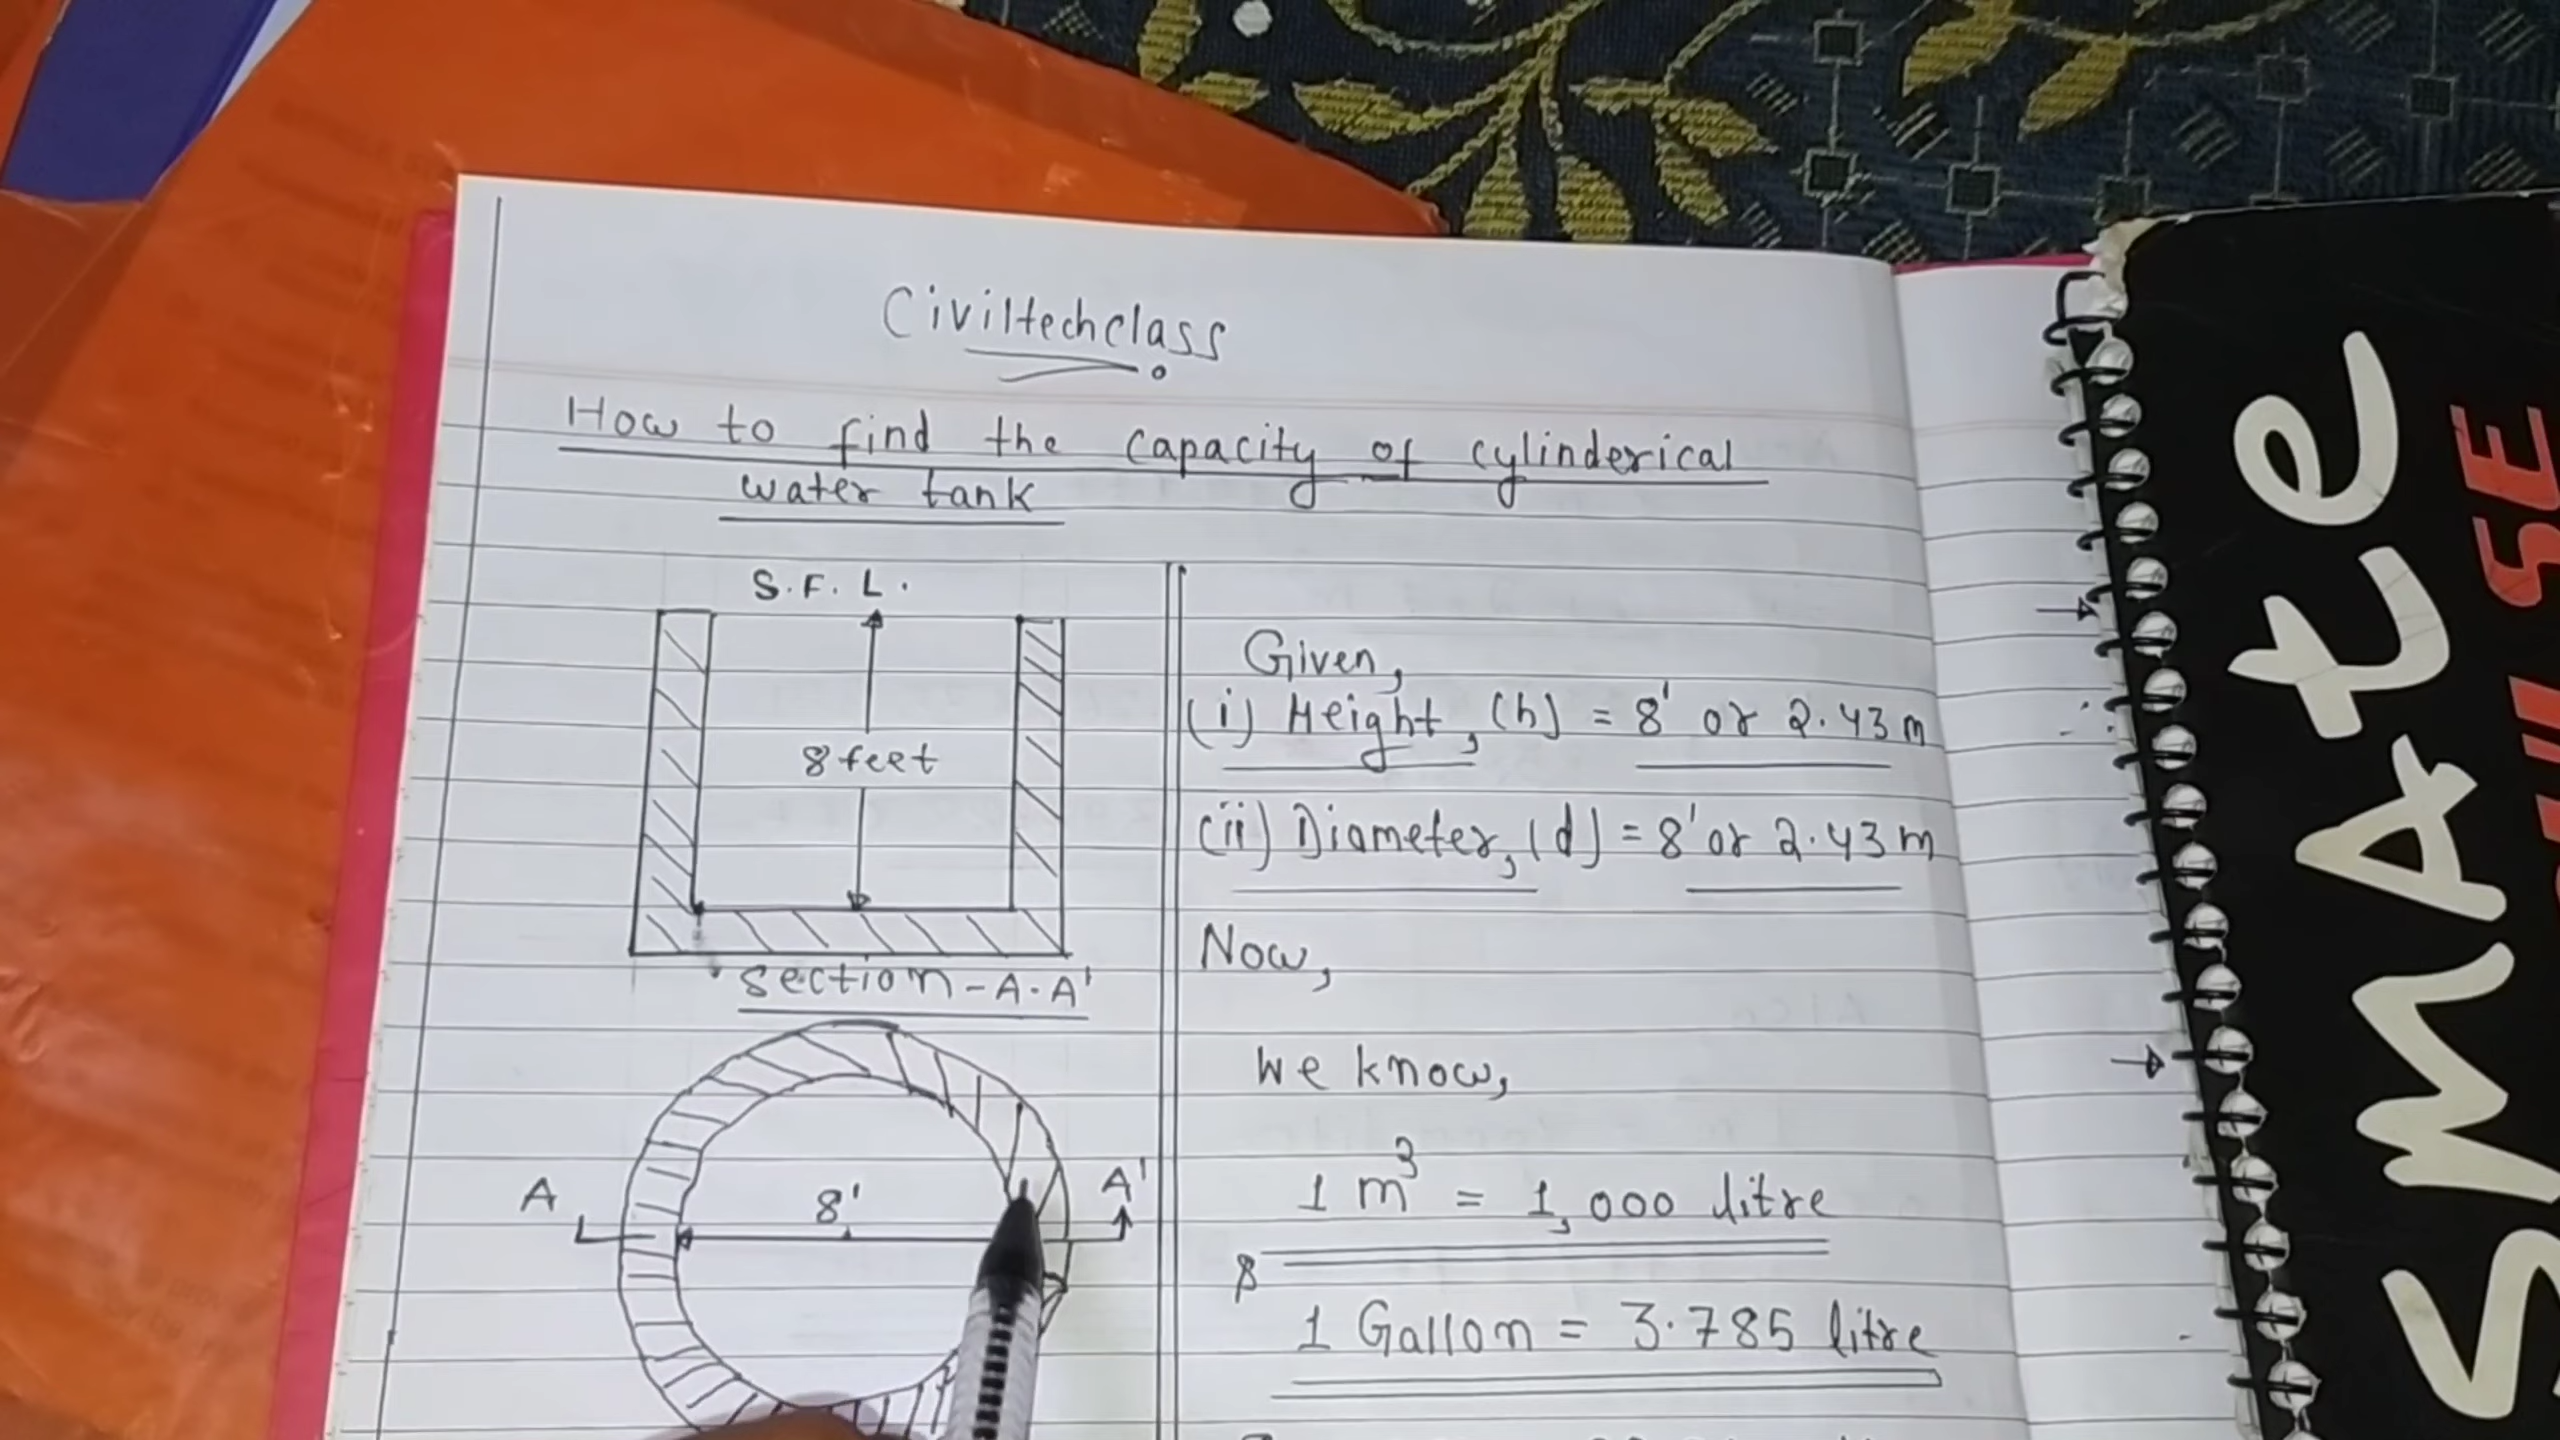 Civiltechclass
How to find the capacity of cylinderical
water tank
S.F.L.
8 feet
section-A-A'
A
8'
A'
Given,
(i) Height, (h) = 8' or 2.43 m
(ii) Diameter, (d) = 8' or 2.43 m
Now,
We know,
1 m³ = 1,000 litre
&
1 Gallon = 3.785 litre
SMATE